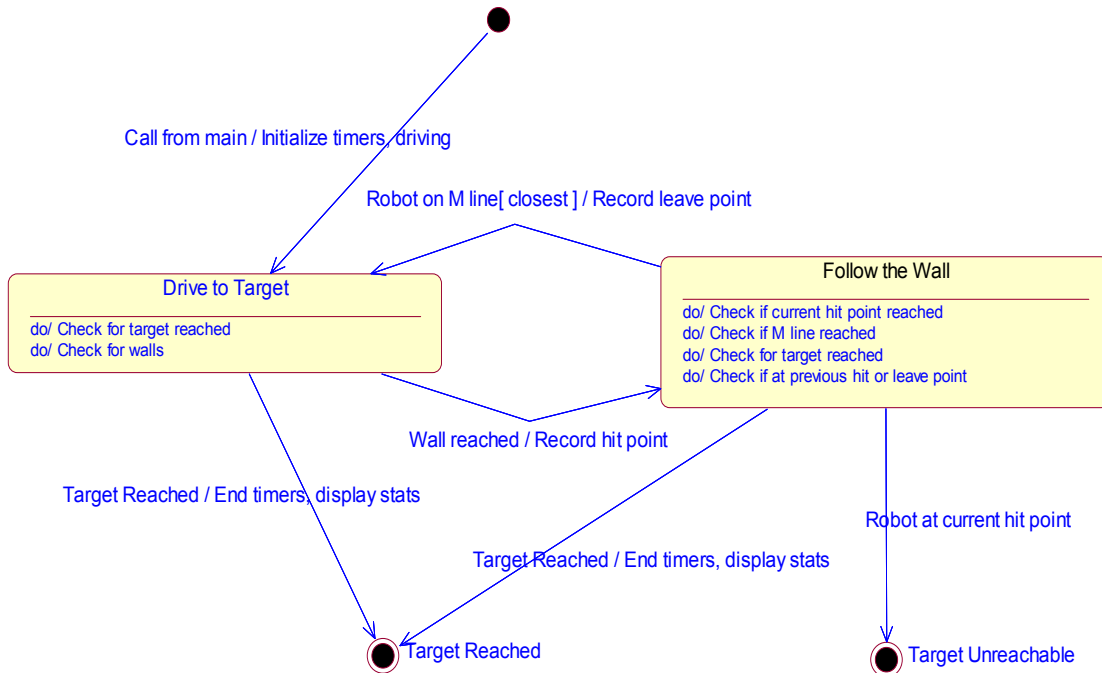 Call from main / Initialize timers, driving
Robot on M line[ closest ] / Record leave point
Drive to Target
do/ Check for target reached
do/ Check for walls
Follow the Wall
do/ Check if current hit point reached
do/ Check if M line reached
do/ Check for target reached
do/ Check if at previous hit or leave point
Wall reached / Record hit point
Target Reached / End timers, display stats
Robot at current hit point
Target Reached / End timers, display stats
Target Reached
Target Unreachable